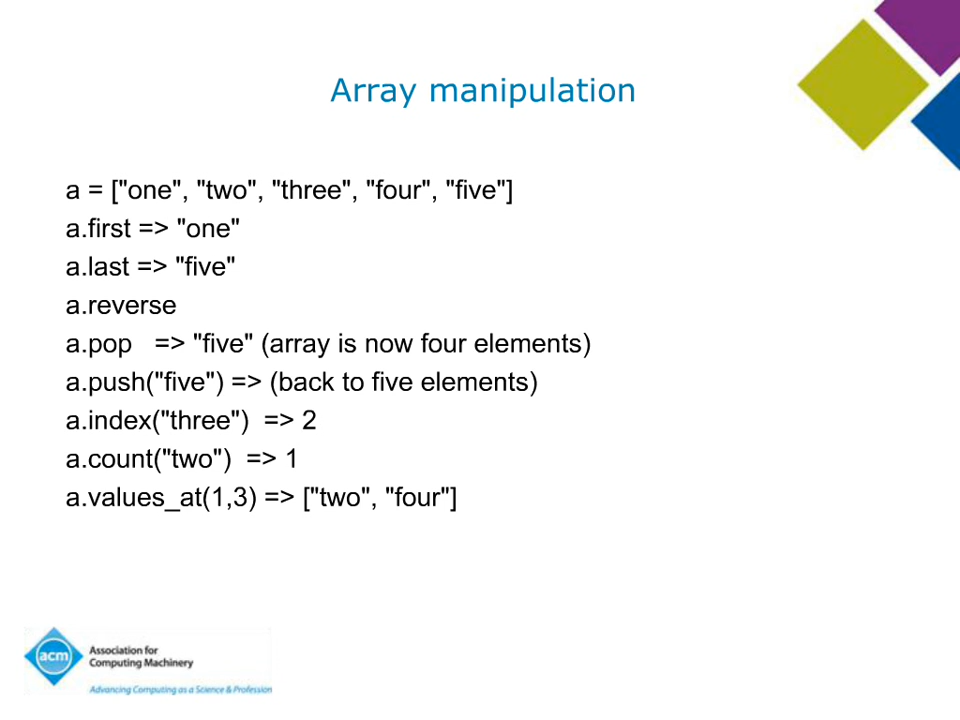 Array manipulation
a = ["one", "two", "three", "four", "five"]
a.first => "one"
a.last => "five"
a.reverse
a.pop   => "five" (array is now four elements)
a.push("five") => (back to five elements)
a.index("three")  => 2
a.count("two")  => 1
a.values_at(1,3) => ["two", "four"]
acm
Association for
Computing Machinery
Advancing Computing as a Science & Profession